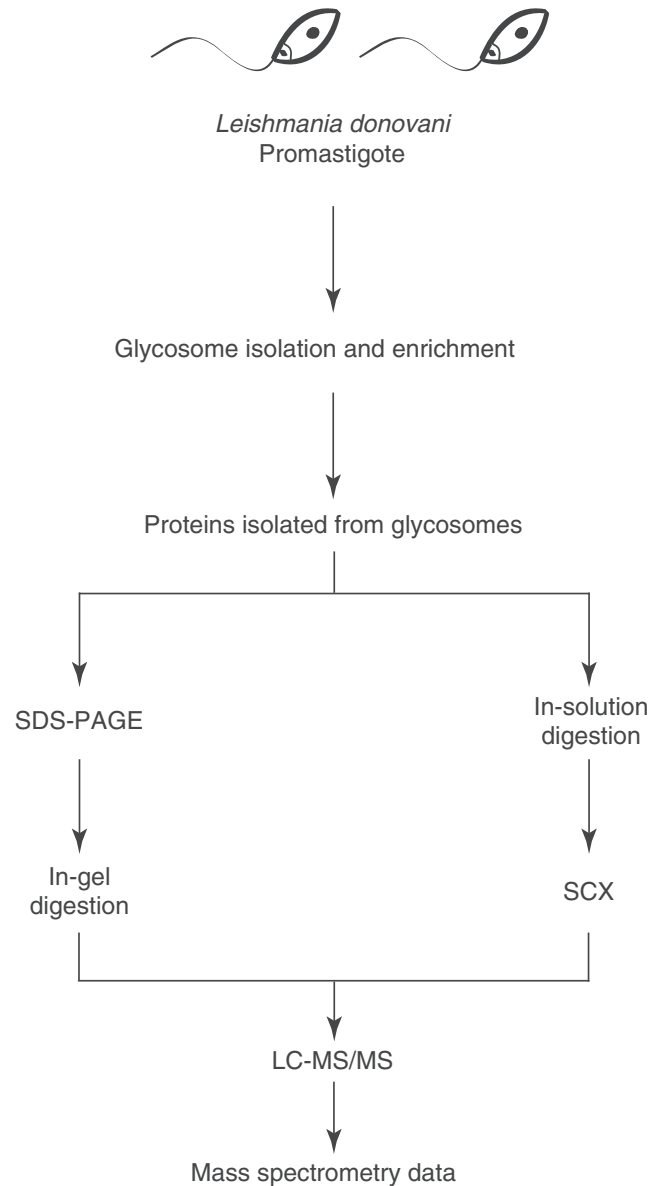 Leishmania donovani
Promastigote
Glycosome isolation and enrichment
Proteins isolated from glycosomes
SDS-PAGE
In-solution
digestion
In-gel
digestion
SCX
LC-MS/MS
Mass spectrometry data